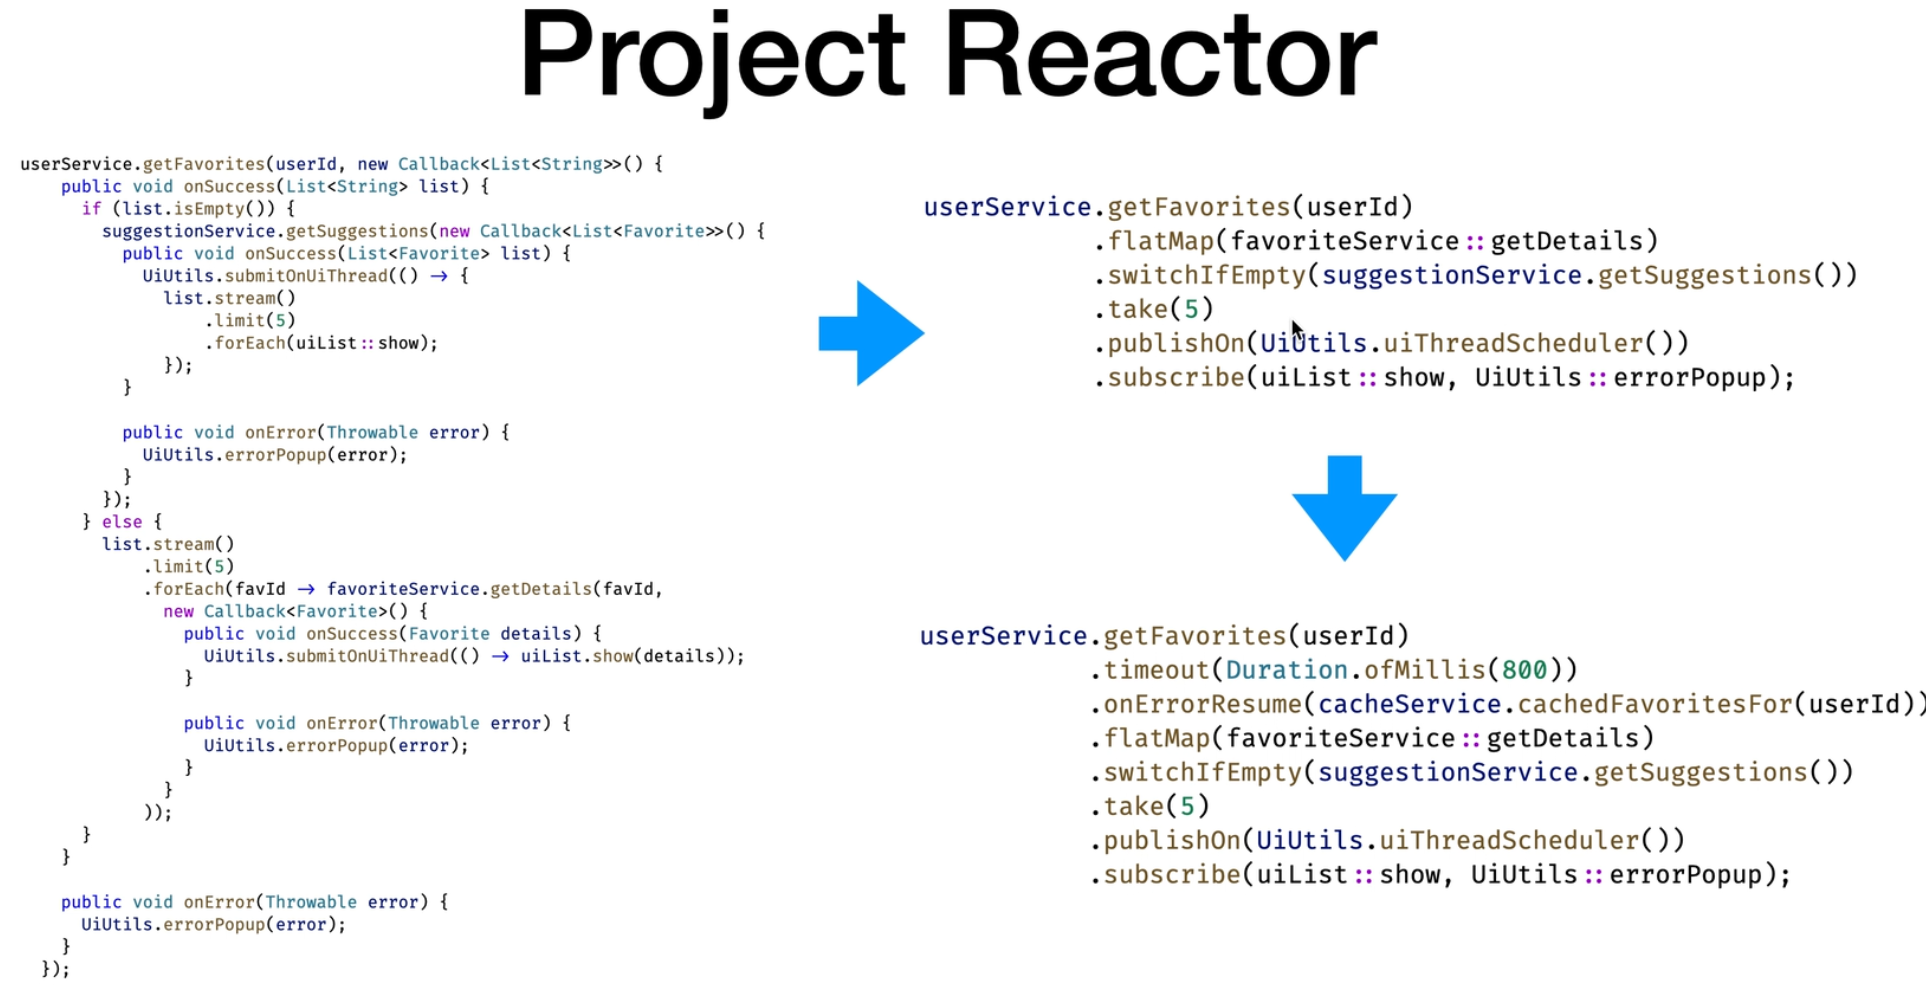 Project Reactor
userService.getFavorites(userId, new Callback<List<String>>() {
    public void onSuccess(List<String> list) {
      if (list.isEmpty()) {
        suggestionService.getSuggestions(new Callback<List<Favorite>>() {
          public void onSuccess(List<Favorite> list) {
            UiUtils.submitOnUiThread(() → {
              list.stream()
                  .limit(5)
                  .forEach(uiList::show);
              });
          }
          public void onError(Throwable error) {
            UiUtils.errorPopup(error);
          }
        });
      } else {
        list.stream()
            .limit(5)
            .forEach(favId → favoriteService.getDetails(favId,
              new Callback<Favorite>() {
                public void onSuccess(Favorite details) {
                  UiUtils.submitOnUiThread(() → uiList.show(details));
                }
                public void onError(Throwable error) {
                  UiUtils.errorPopup(error);
                }
              }
            ));
      }
    }
    public void onError(Throwable error) {
      UiUtils.errorPopup(error);
    }
  });
userService.getFavorites(userId)
           .flatMap(favoriteService::getDetails)
           .switchIfEmpty(suggestionService.getSuggestions())
           .take(5)
           .publishOn(UiUtils.uiThreadScheduler())
           .subscribe(uiList::show, UiUtils::errorPopup);
userService.getFavorites(userId)
           .timeout(Duration.ofMillis(800))
           .onErrorResume(cacheService.cachedFavoritesFor(userId))
           .flatMap(favoriteService::getDetails)
           .switchIfEmpty(suggestionService.getSuggestions())
           .take(5)
           .publishOn(UiUtils.uiThreadScheduler())
           .subscribe(uiList::show, UiUtils::errorPopup);